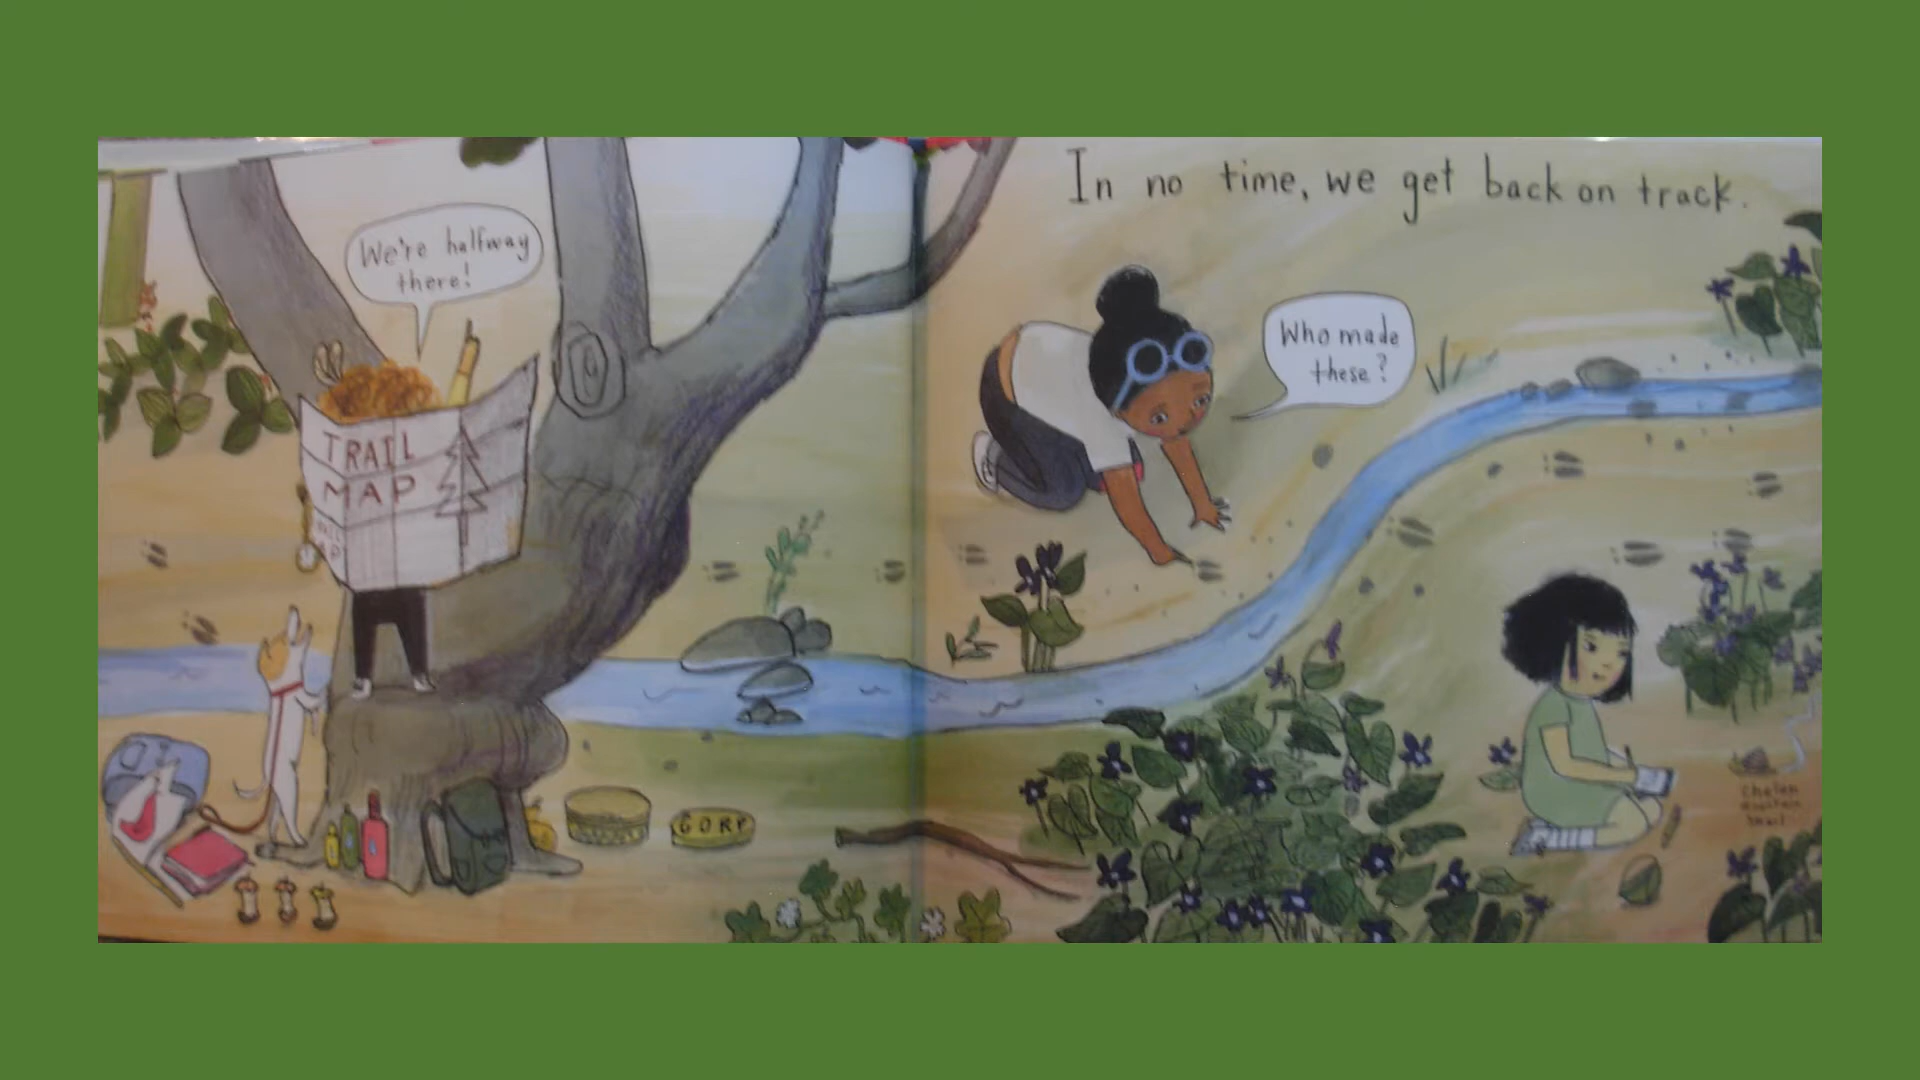 We're halfway
there!
TRAIL
MAP
GORP
In no time, we get back on track.
Who made
these?